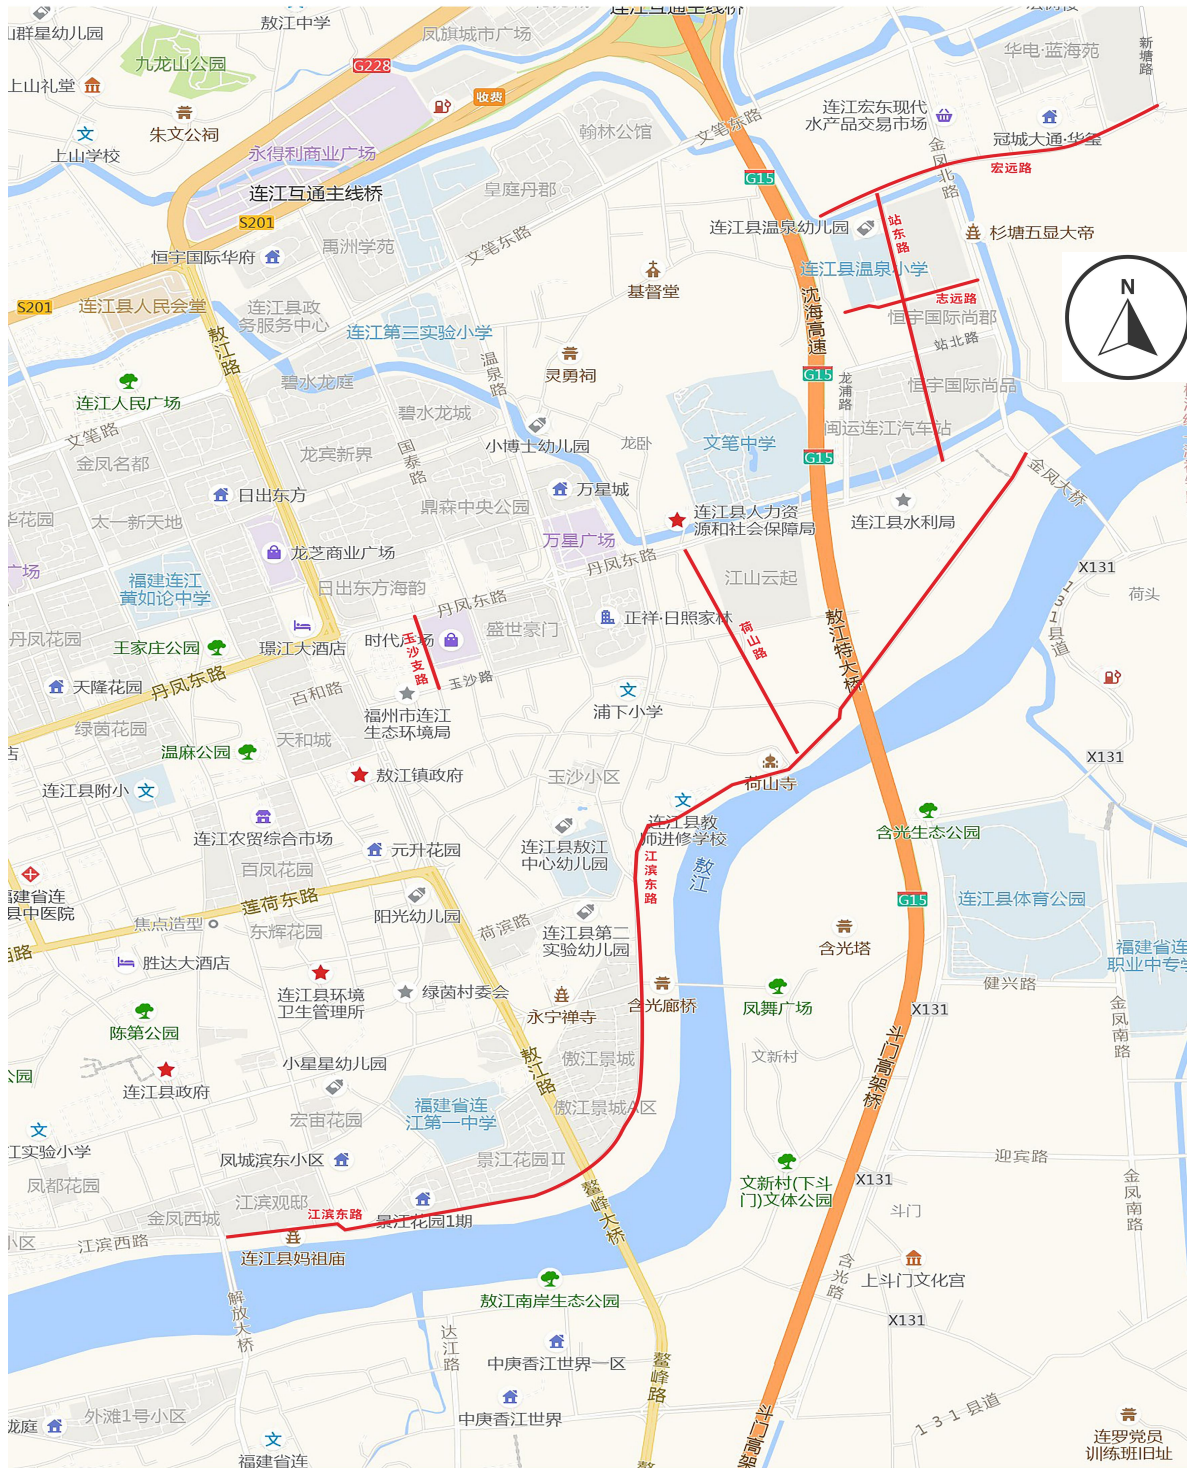 连江互通主线桥
山群星幼儿园
敖江中学
凤旗城市广场
九龙山公园
G228
华电·蓝海苑
新塘路
上山礼堂
收费
朱文公祠
连江宏东现代
水产品交易市场
冠城大通·华玺
翰林公馆
文笔东路
上山学校
永得利商业广场
金凤北路
宏远路
G15
皇庭丹郡
连江互通主线桥
S201
连江县温泉幼儿园
站东路
杉塘五显大帝
禹洲学苑
文笔东路
恒宇国际华府
基督堂
连江县温泉小学
N
S201
连江县人民会堂
连江县政
务服务中心
志远路
沈海高速
恒宇国际尚郡
敖江路
连江第三实验小学
站北路
温泉路
灵勇祠
G15
龙浦路
碧水龙庭
恒宇国际尚品
连江人民广场
碧水龙城
文笔路
小博士幼儿园
龙卧
文笔中学
闽运连江汽车站
金凤名都
龙宾新界
国泰路
G15
金凤大桥
日出东方
万星城
鼎森中央公园
连江县人力资
源和社会保障局
连江县水利局
华花园
太一新天地
万星广场
龙芝商业广场
丹凤东路
X131
广场
福建连江
黄如论中学
日出东方海韵
江山云起
131县道
荷头
丹凤东路
正祥·日照家林
敖江特大桥
丹凤花园
时代广场
盛世豪门
荷山路
王家庄公园
璟江大酒店
玉沙支路
玉沙路
天隆花园
丹凤东路
百和路
浦下小学
福州市连江
生态环境局
绿茵花园
天和城
温麻公园
店
X131
敖江镇政府
玉沙小区
荷山寺
连江县附小
连江县教
师进修学校
含光生态公园
连江农贸综合市场
元升花园
连江县敖江
中心幼儿园
江滨东路
敖江
百凤花园
福建省连
县中医院
莲荷东路
G15
连江县体育公园
阳光幼儿园
焦点造型
东辉花园
荷滨路
连江县第二
实验幼儿园
含光塔
西路
福建省连
职业中专学
胜达大酒店
连江县环境
卫生管理所
绿茵村委会
健兴路
含光廊桥
凤舞广场
永宁禅寺
X131
金凤南路
陈第公园
斗门高架桥
公园
小星星幼儿园
敖江路
傲江景城
文新村
连江县政府
宏宙花园
福建省连
江第一中学
傲江景城A区
江实验小学
凤城滨东小区
景江花园II
迎宾路
凤都花园
文新村(下斗
门)文体公园
X131
金凤南路
江滨观邸
鳌峰大桥
斗门
江滨东路
景江花园1期
金凤西城
小区
江滨西路
连江县妈祖庙
含光路
上斗门文化宫
敖江南岸生态公园
解放大桥
X131
达江路
中庚香江世界一区
鳌峰路
中庚香江世界
131县道
外滩1号小区
龙庭
斗门高架
连罗党员
训练班旧址
福建省连
鳌